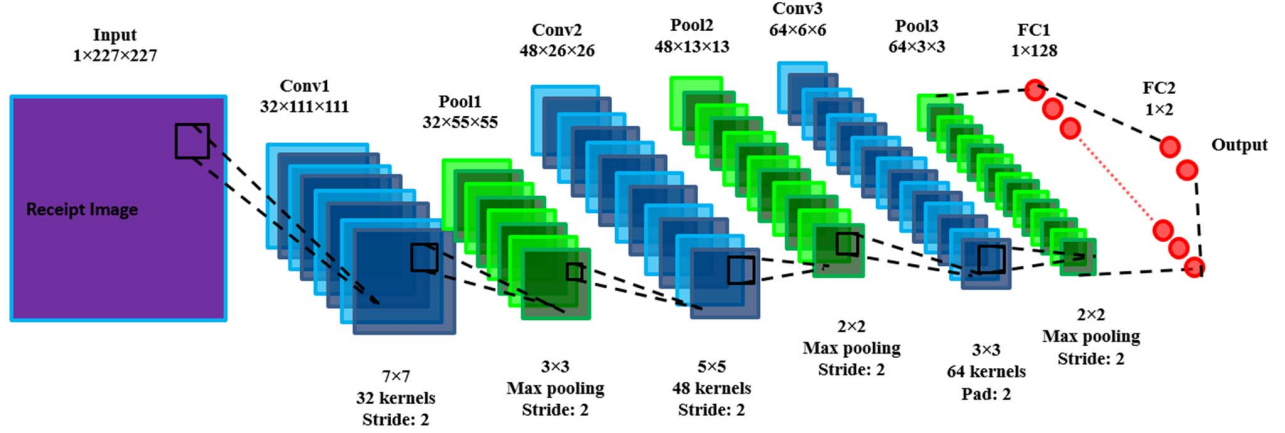 Input
1×227×227
Receipt Image
Conv1
32×111×111
7×7
32 kernels
Stride: 2
Pool1
32×55×55
3×3
Max pooling
Stride: 2
Conv2
48×26×26
5×5
48 kernels
Stride: 2
Pool2
48×13×13
2×2
Max pooling
Stride: 2
Conv3
64×6×6
3×3
64 kernels
Pad: 2
Pool3
64×3×3
2×2
Max pooling
Stride: 2
FC1
1×128
FC2
1×2
Output